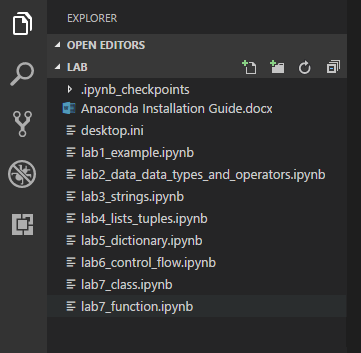 EXPLORER
OPEN EDITORS
LAB
.ipynb_checkpoints
Anaconda Installation Guide.docx
desktop.ini
lab1_example.ipynb
lab2_data_data_types_and_operators.ipynb
lab3_strings.ipynb
lab4_lists_tuples.ipynb
lab5_dictionary.ipynb
lab6_control_flow.ipynb
lab7_class.ipynb
lab7_function.ipynb